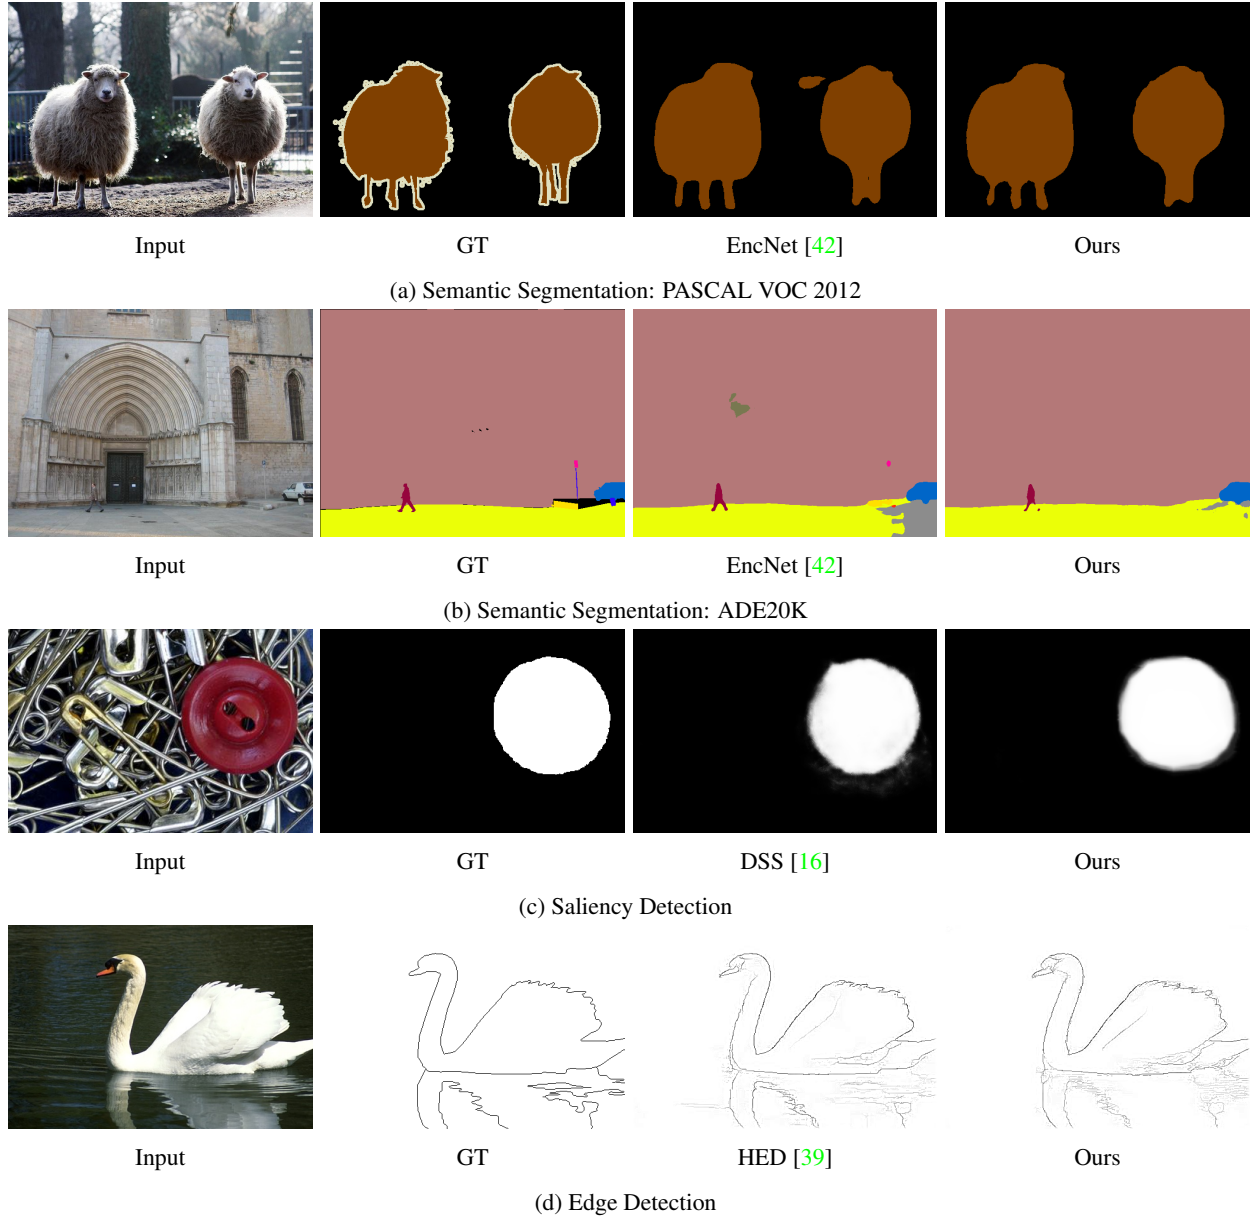 Input GT EncNet [42] Ours
(a) Semantic Segmentation: PASCAL VOC 2012
Input GT EncNet [42] Ours
(b) Semantic Segmentation: ADE20K
Input GT DSS [16] Ours
(c) Saliency Detection
Input GT HED [39] Ours
(d) Edge Detection